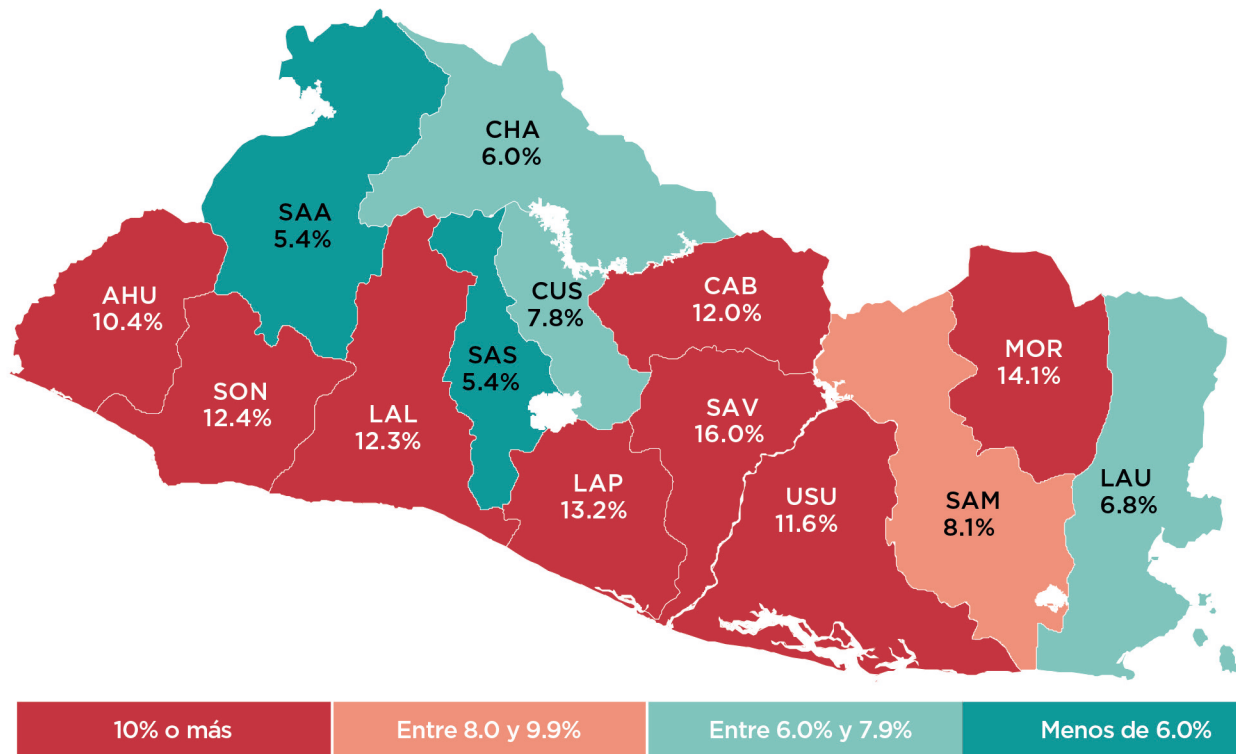 CHA
6.0%
SAA
5.4%
AHU
10.4%
CUS
7.8%
CAB
12.0%
SAS
5.4%
MOR
14.1%
SON
12.4%
LAL
12.3%
SAV
16.0%
LAP
13.2%
USU
11.6%
SAM
8.1%
LAU
6.8%
10% o más
Entre 8.0 y 9.9%
Entre 6.0% y 7.9%
Menos de 6.0%